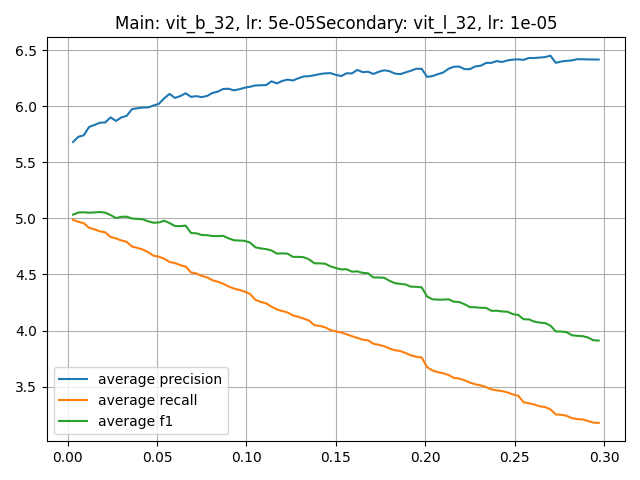 Main: vit_b_32, lr: 5e-05Secondary: vit_l_32, lr: 1e-05
6.5
6.0
5.5
5.0
4.5
4.0
3.5
average precision
average recall
average f1
0.00 0.05 0.10 0.15 0.20 0.25 0.30